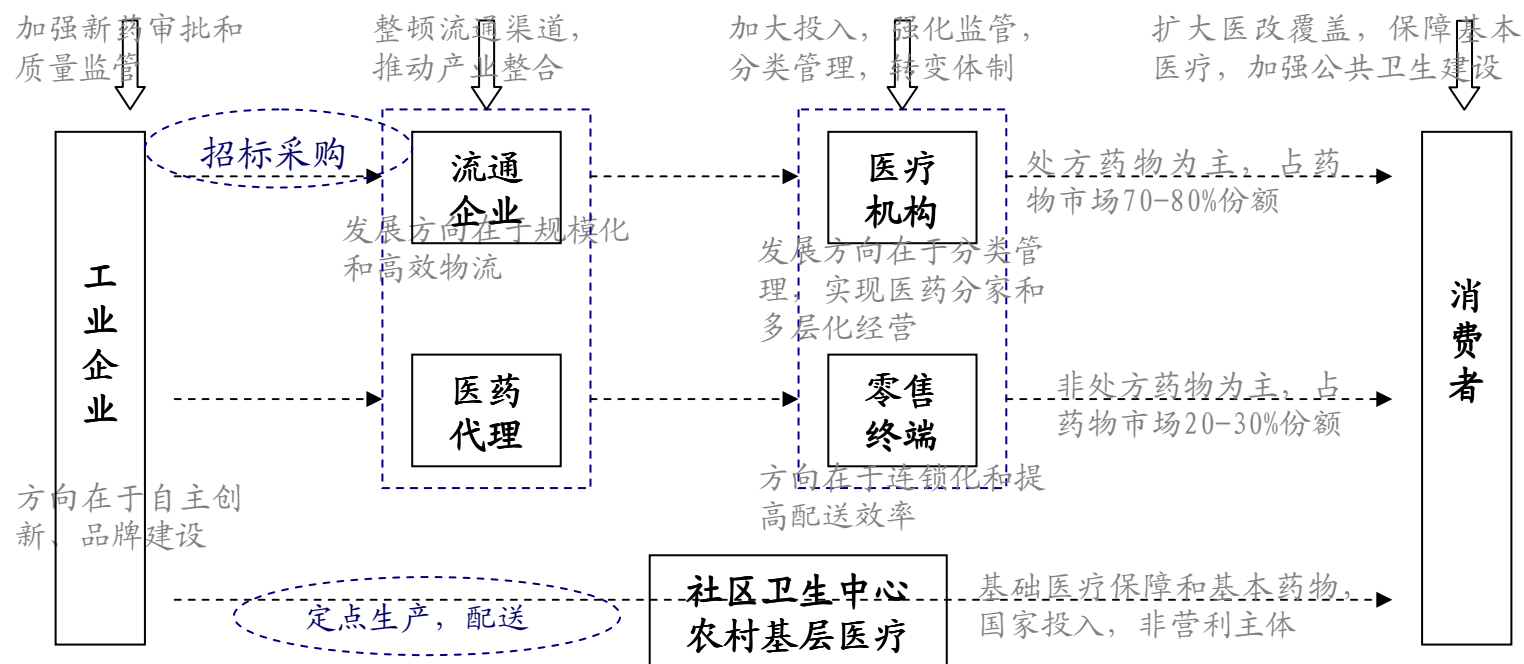 加强新药审批和
质量监管
整顿流通渠道，
推动产业整合
加大投入，强化监管，
分类管理，转变体制
扩大医改覆盖，保障基本
医疗，加强公共卫生建设
招标采购
流通
企业
医疗
机构
处方药物为主，占药
物市场70-80%份额
发展方向在于规模化
和高效物流
发展方向在于分类管
理，实现医药分家和
多层化经营
工
业
企
业
消
费
者
医药
代理
零售
终端
非处方药物为主，占
药物市场20-30%份额
方向在于自主创
新、品牌建设
方向在于连锁化和提
高配送效率
定点生产，配送
社区卫生中心
农村基层医疗
基础医疗保障和基本药物，
国家投入，非营利主体